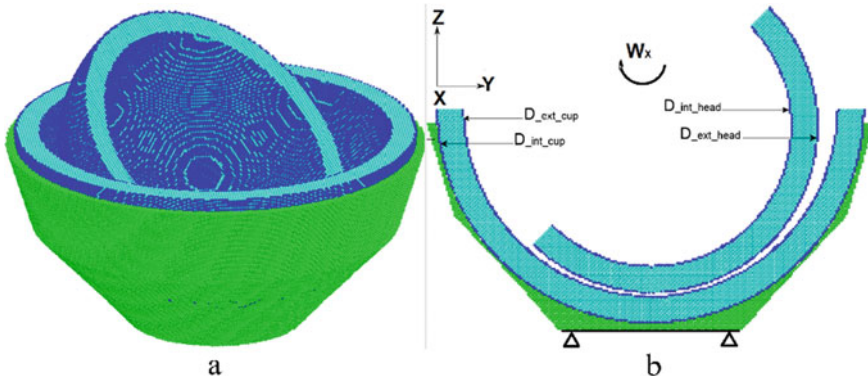 Z
Y
X
Wx
D_ext_cup
D_int_cup
D_int_head
D_ext_head
a
b